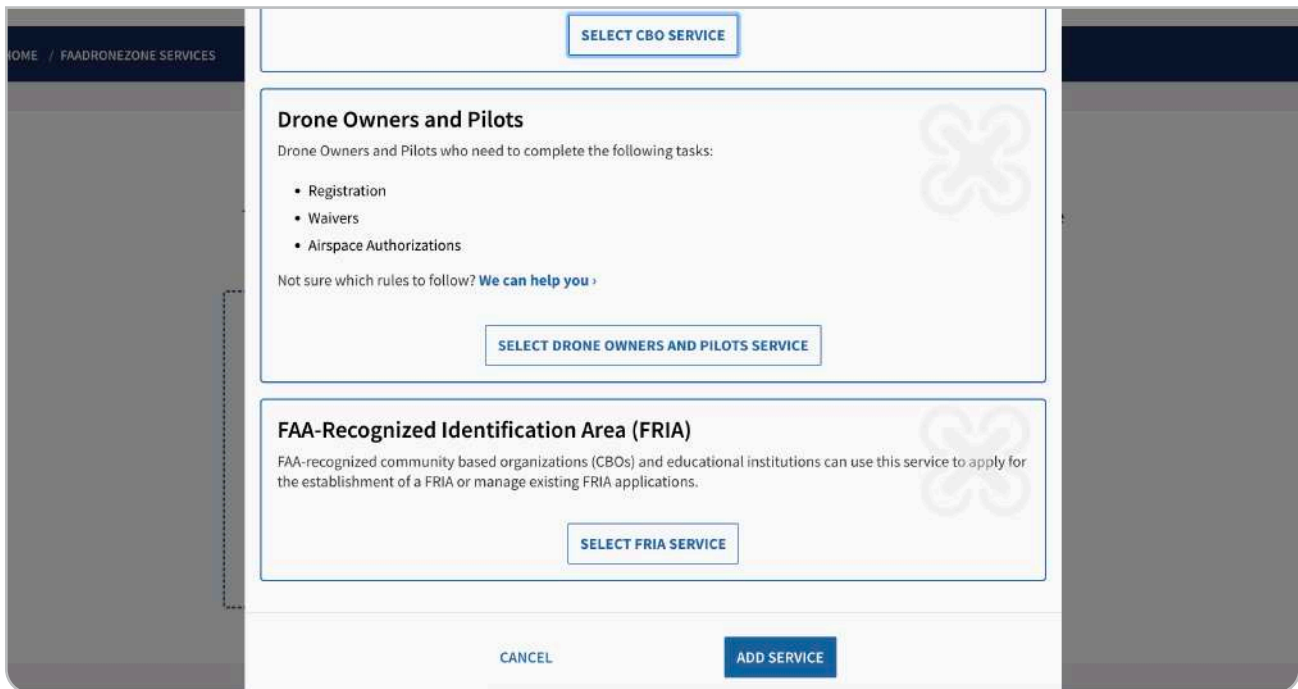 SELECT CBO SERVICE
HOME / FAADRONEZONE SERVICES
Drone Owners and Pilots
Drone Owners and Pilots who need to complete the following tasks:
• Registration
• Waivers
• Airspace Authorizations
Not sure which rules to follow? We can help you ›
SELECT DRONE OWNERS AND PILOTS SERVICE
FAA-Recognized Identification Area (FRIA)
FAA-recognized community based organizations (CBOs) and educational institutions can use this service to apply for
the establishment of a FRIA or manage existing FRIA applications.
SELECT FRIA SERVICE
CANCEL
ADD SERVICE